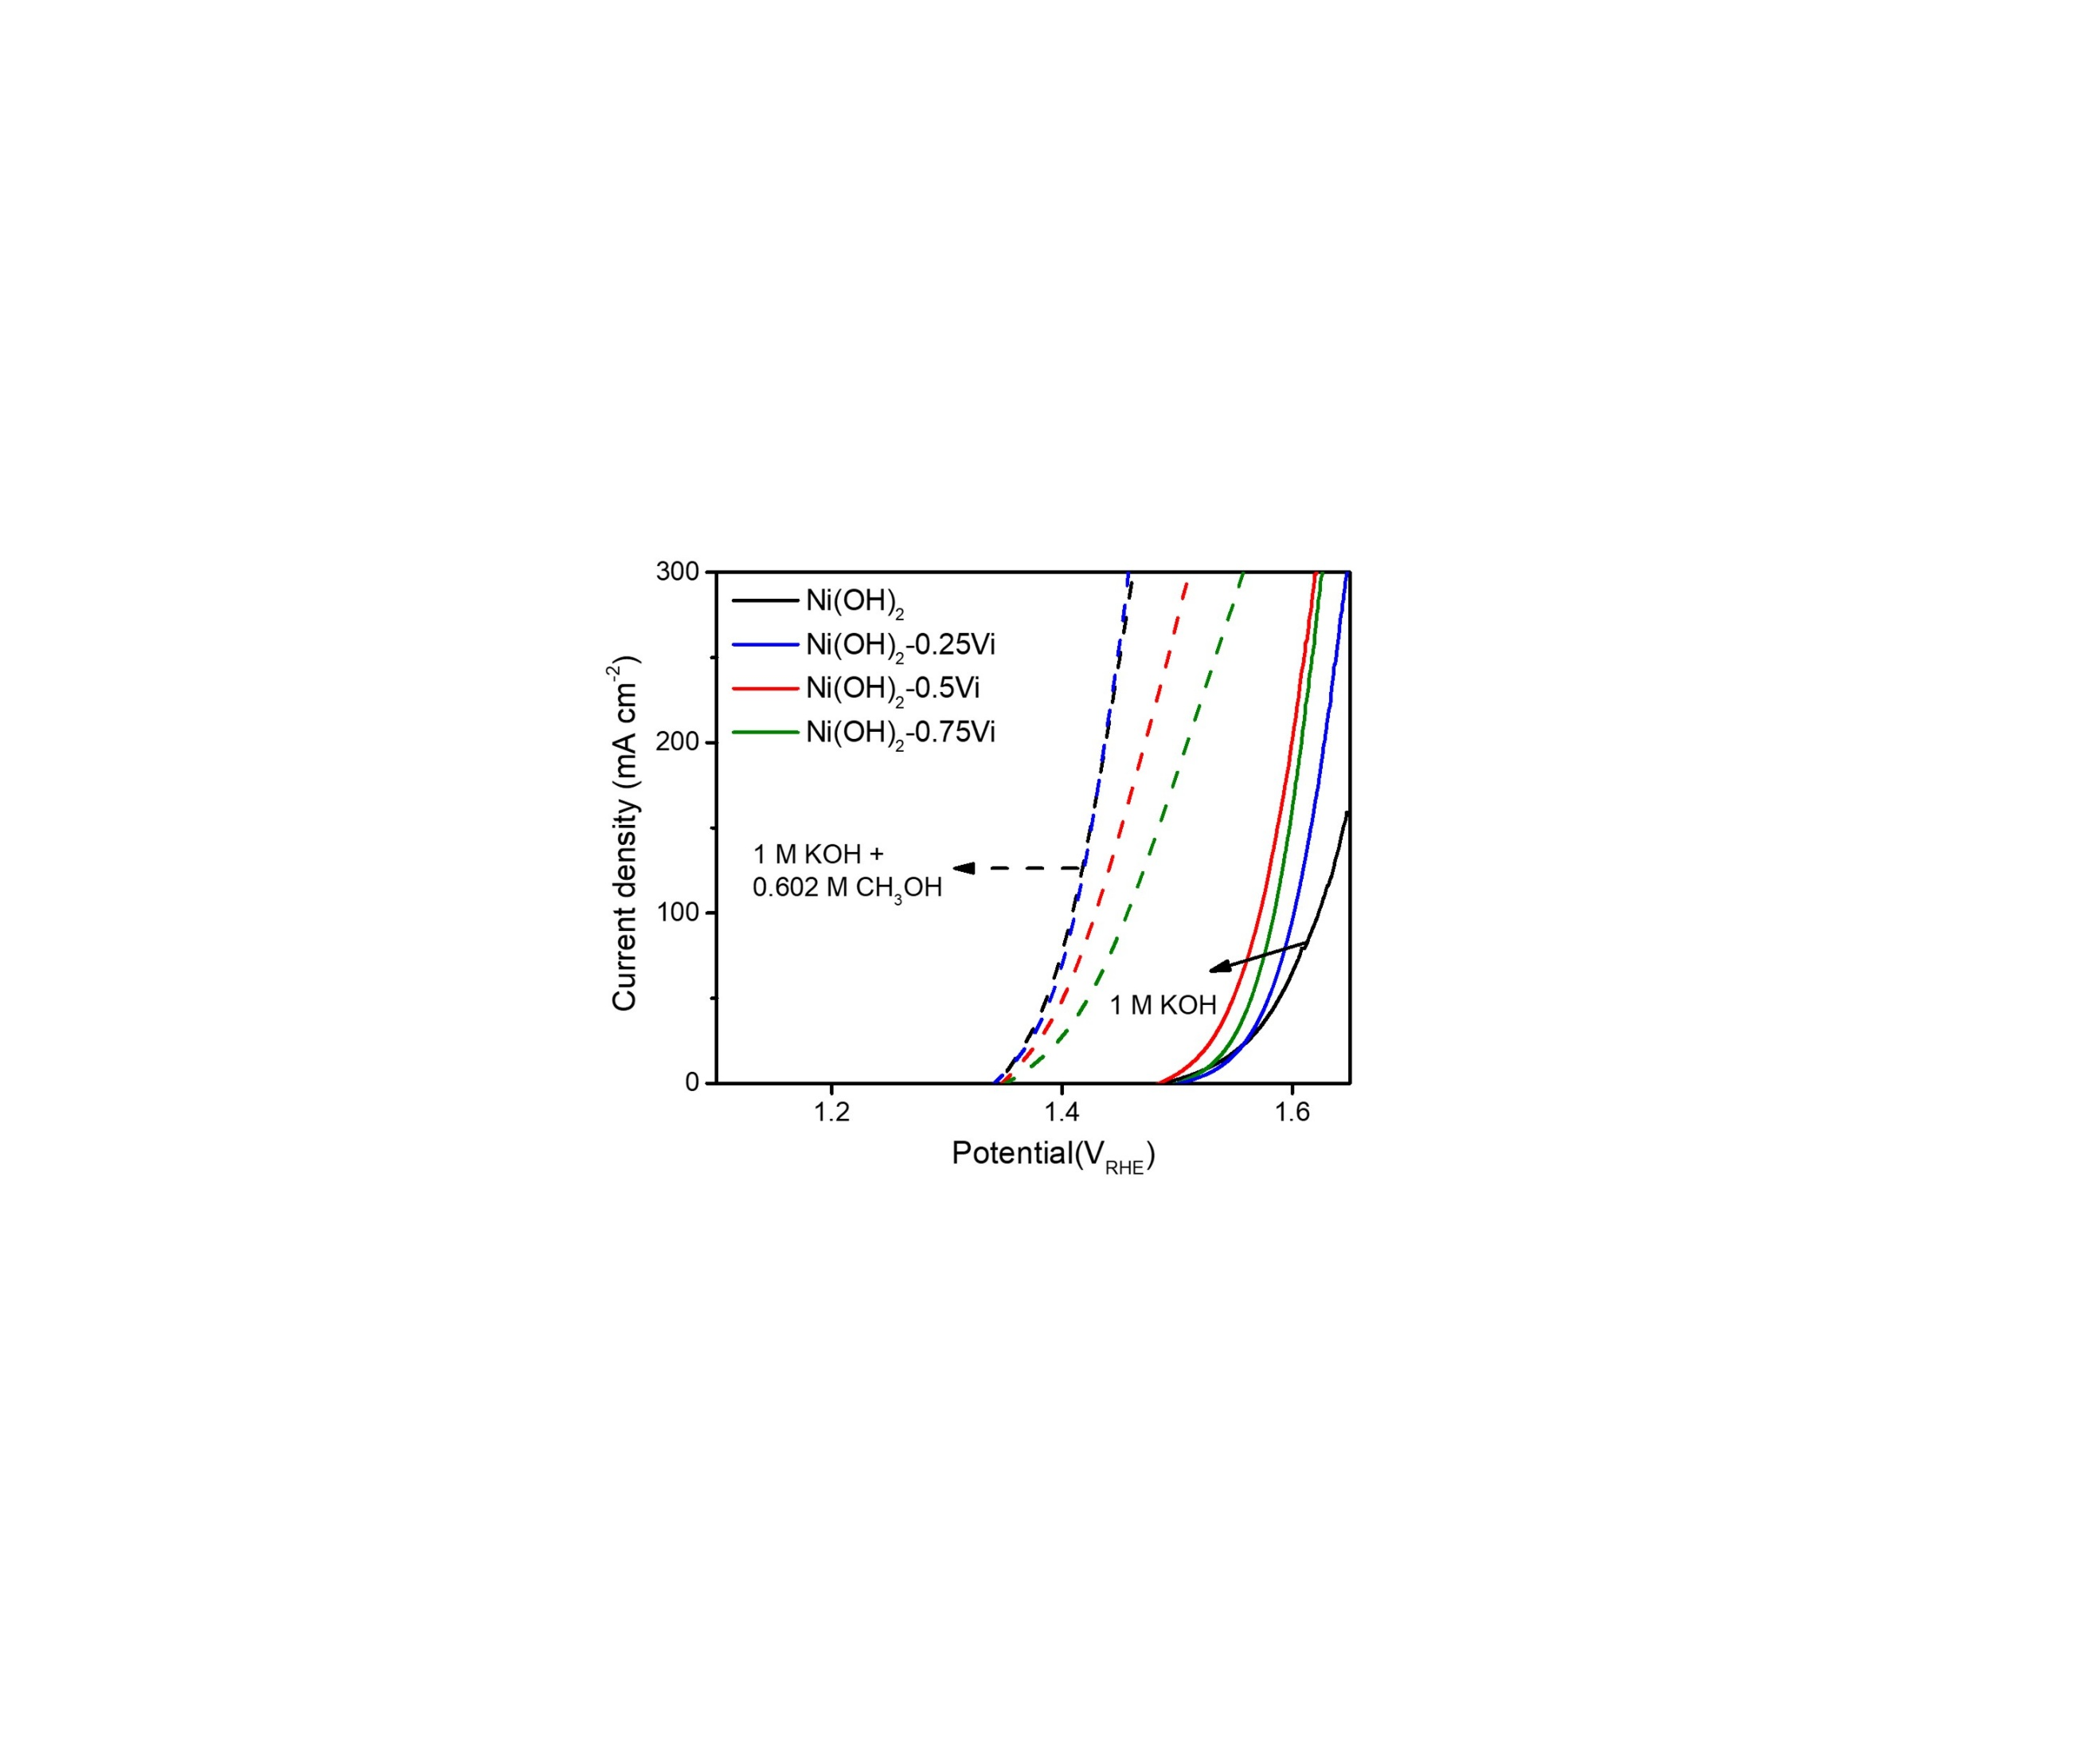 Current density (mA cm⁻²)
300
200
100
0
Ni(OH)₂
Ni(OH)₂-0.25Vi
Ni(OH)₂-0.5Vi
Ni(OH)₂-0.75Vi
1 M KOH +
0.602 M CH₃OH
1 M KOH
1.2 1.4 1.6
Potential(V_RHE)